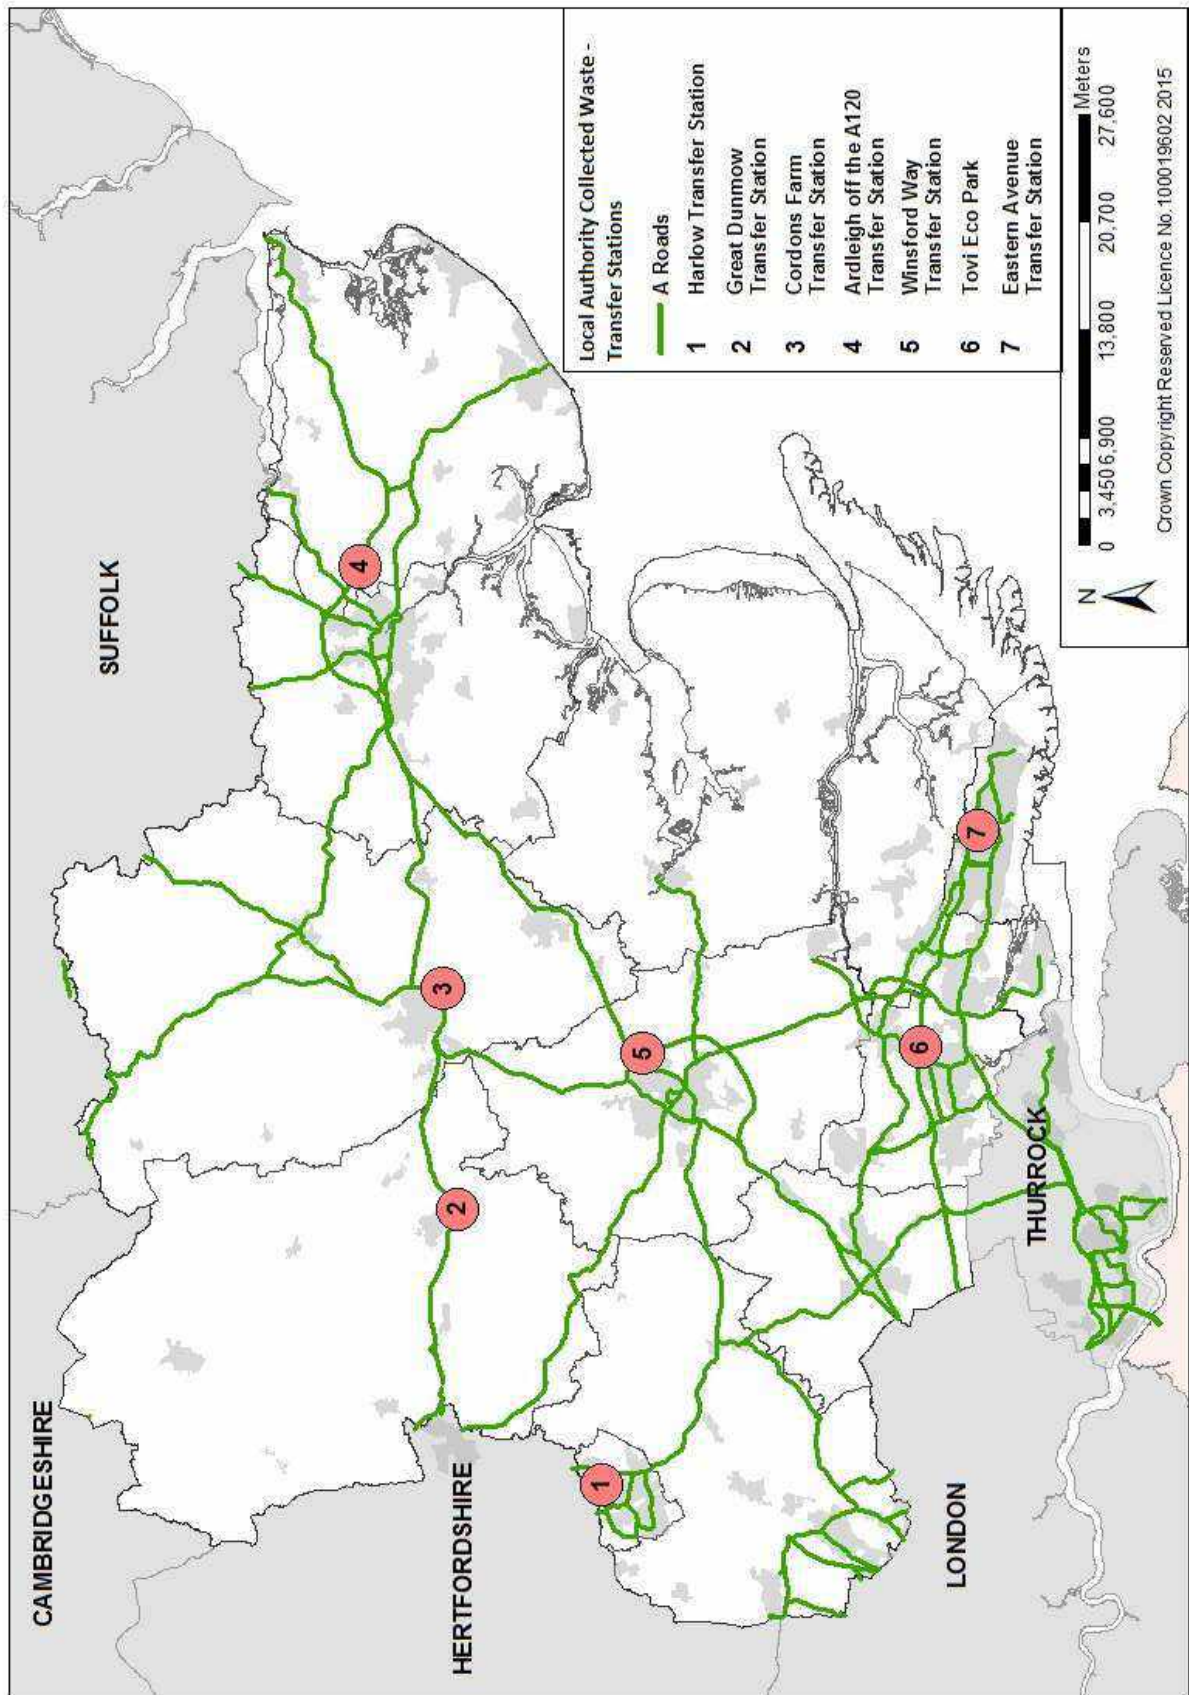 CAMBRIDGESHIRE
SUFFOLK
HERTFORDSHIRE
LONDON
THURROCK
1
2
3
4
5
6
7
Local Authority Collected Waste -
Transfer Stations
A Roads
1 Harlow Transfer Station
2 Great Dunmow
Transfer Station
3 Cordons Farm
Transfer Station
4 Ardleigh off the A120
Transfer Station
5 Winsford Way
Transfer Station
6 Tovi Eco Park
7 Eastern Avenue
Transfer Station
N
0 3,450 6,900 13,800 20,700 27,600
Meters
Crown Copyright Reserved Licence No. 100019602 2015